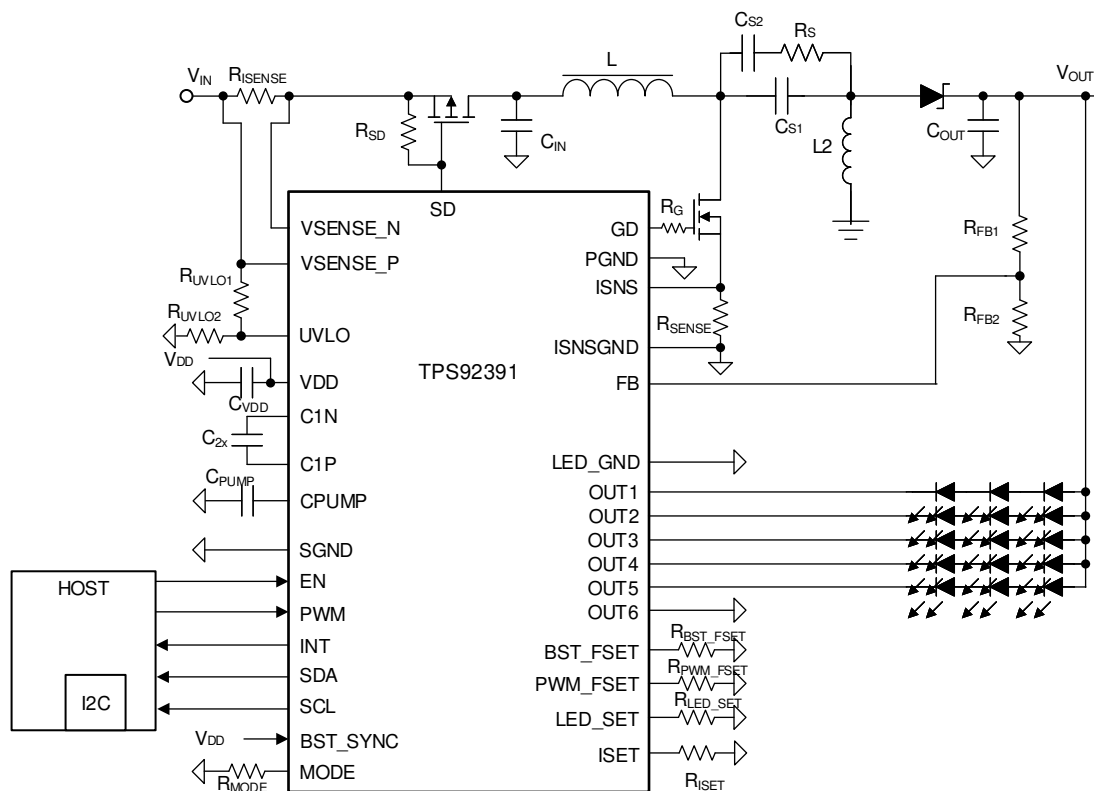 CS2
RS
VIN
RISENSE
L
VOUT
RSD
CIN
CS1
L2
COUT
SD
RG
GD
VSENSE_N
PGND
RFB1
VSENSE_P
ISNS
RUVLO1
RSENSE
RFB2
RUVLO2
UVLO
ISNSGND
VDD
TPS92391
VDD
FB
CVDD
C1N
C2x
C1P
LED_GND
CPUMP
OUT1
CPUMP
OUT2
OUT3
SGND
OUT4
EN
OUT5
HOST
PWM
OUT6
RBST_FSET
INT
BST_FSET
RPWM_FSET
SDA
PWM_FSET
RLED_SET
I2C
SCL
LED_SET
VDD
BST_SYNC
ISET
MODE
RMODE
RISET